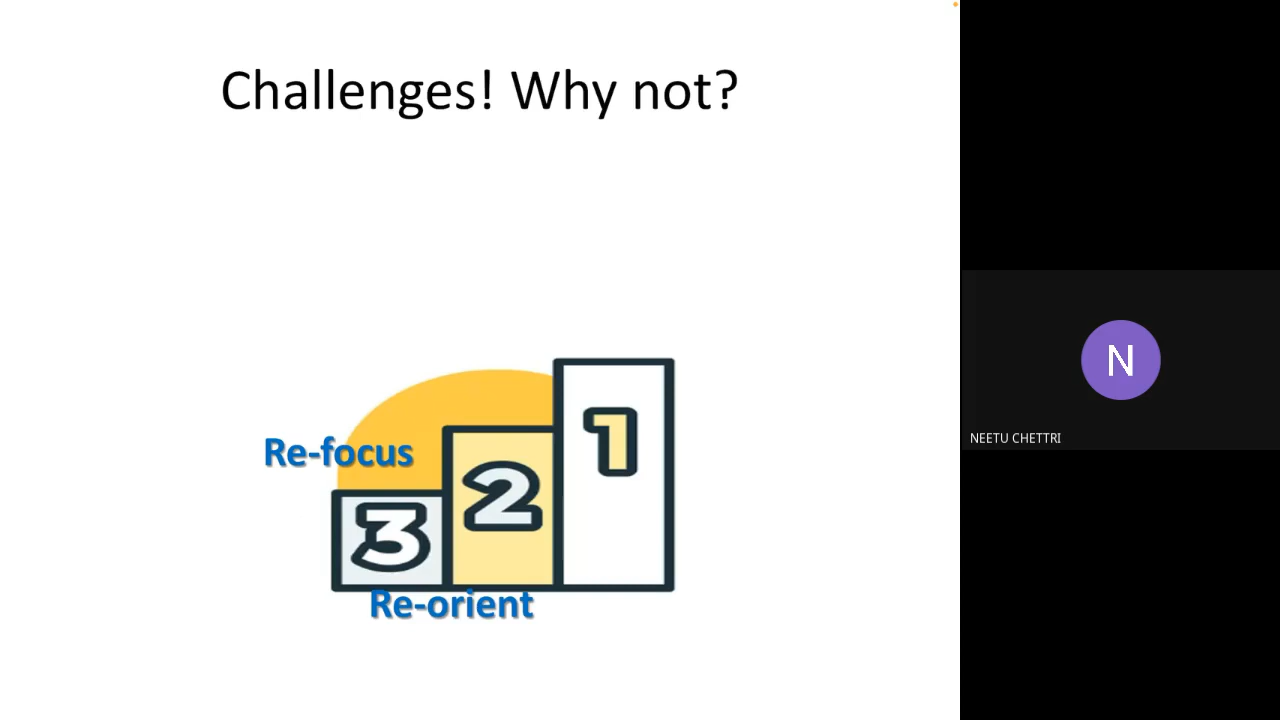 Challenges! Why not?
1
Re-focus
2
3
Re-orient
N
NEETU CHETTRI